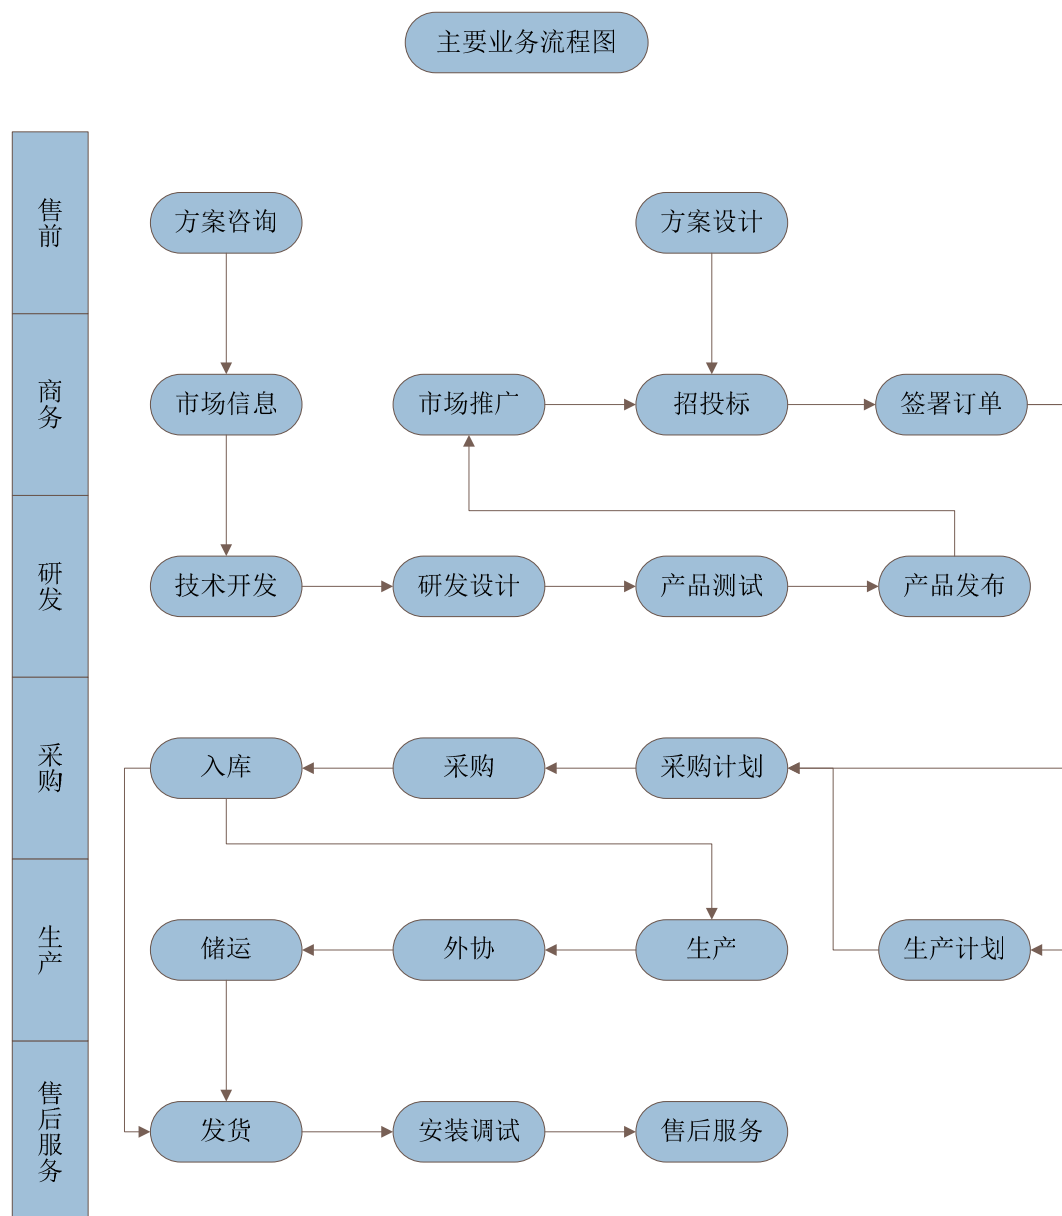 主要业务流程图
售前
方案咨询
方案设计
商务
市场信息
市场推广
招投标
签署订单
研发
技术开发
研发设计
产品测试
产品发布
采购
入库
采购
采购计划
生产
储运
外协
生产
生产计划
售后服务
发货
安装调试
售后服务